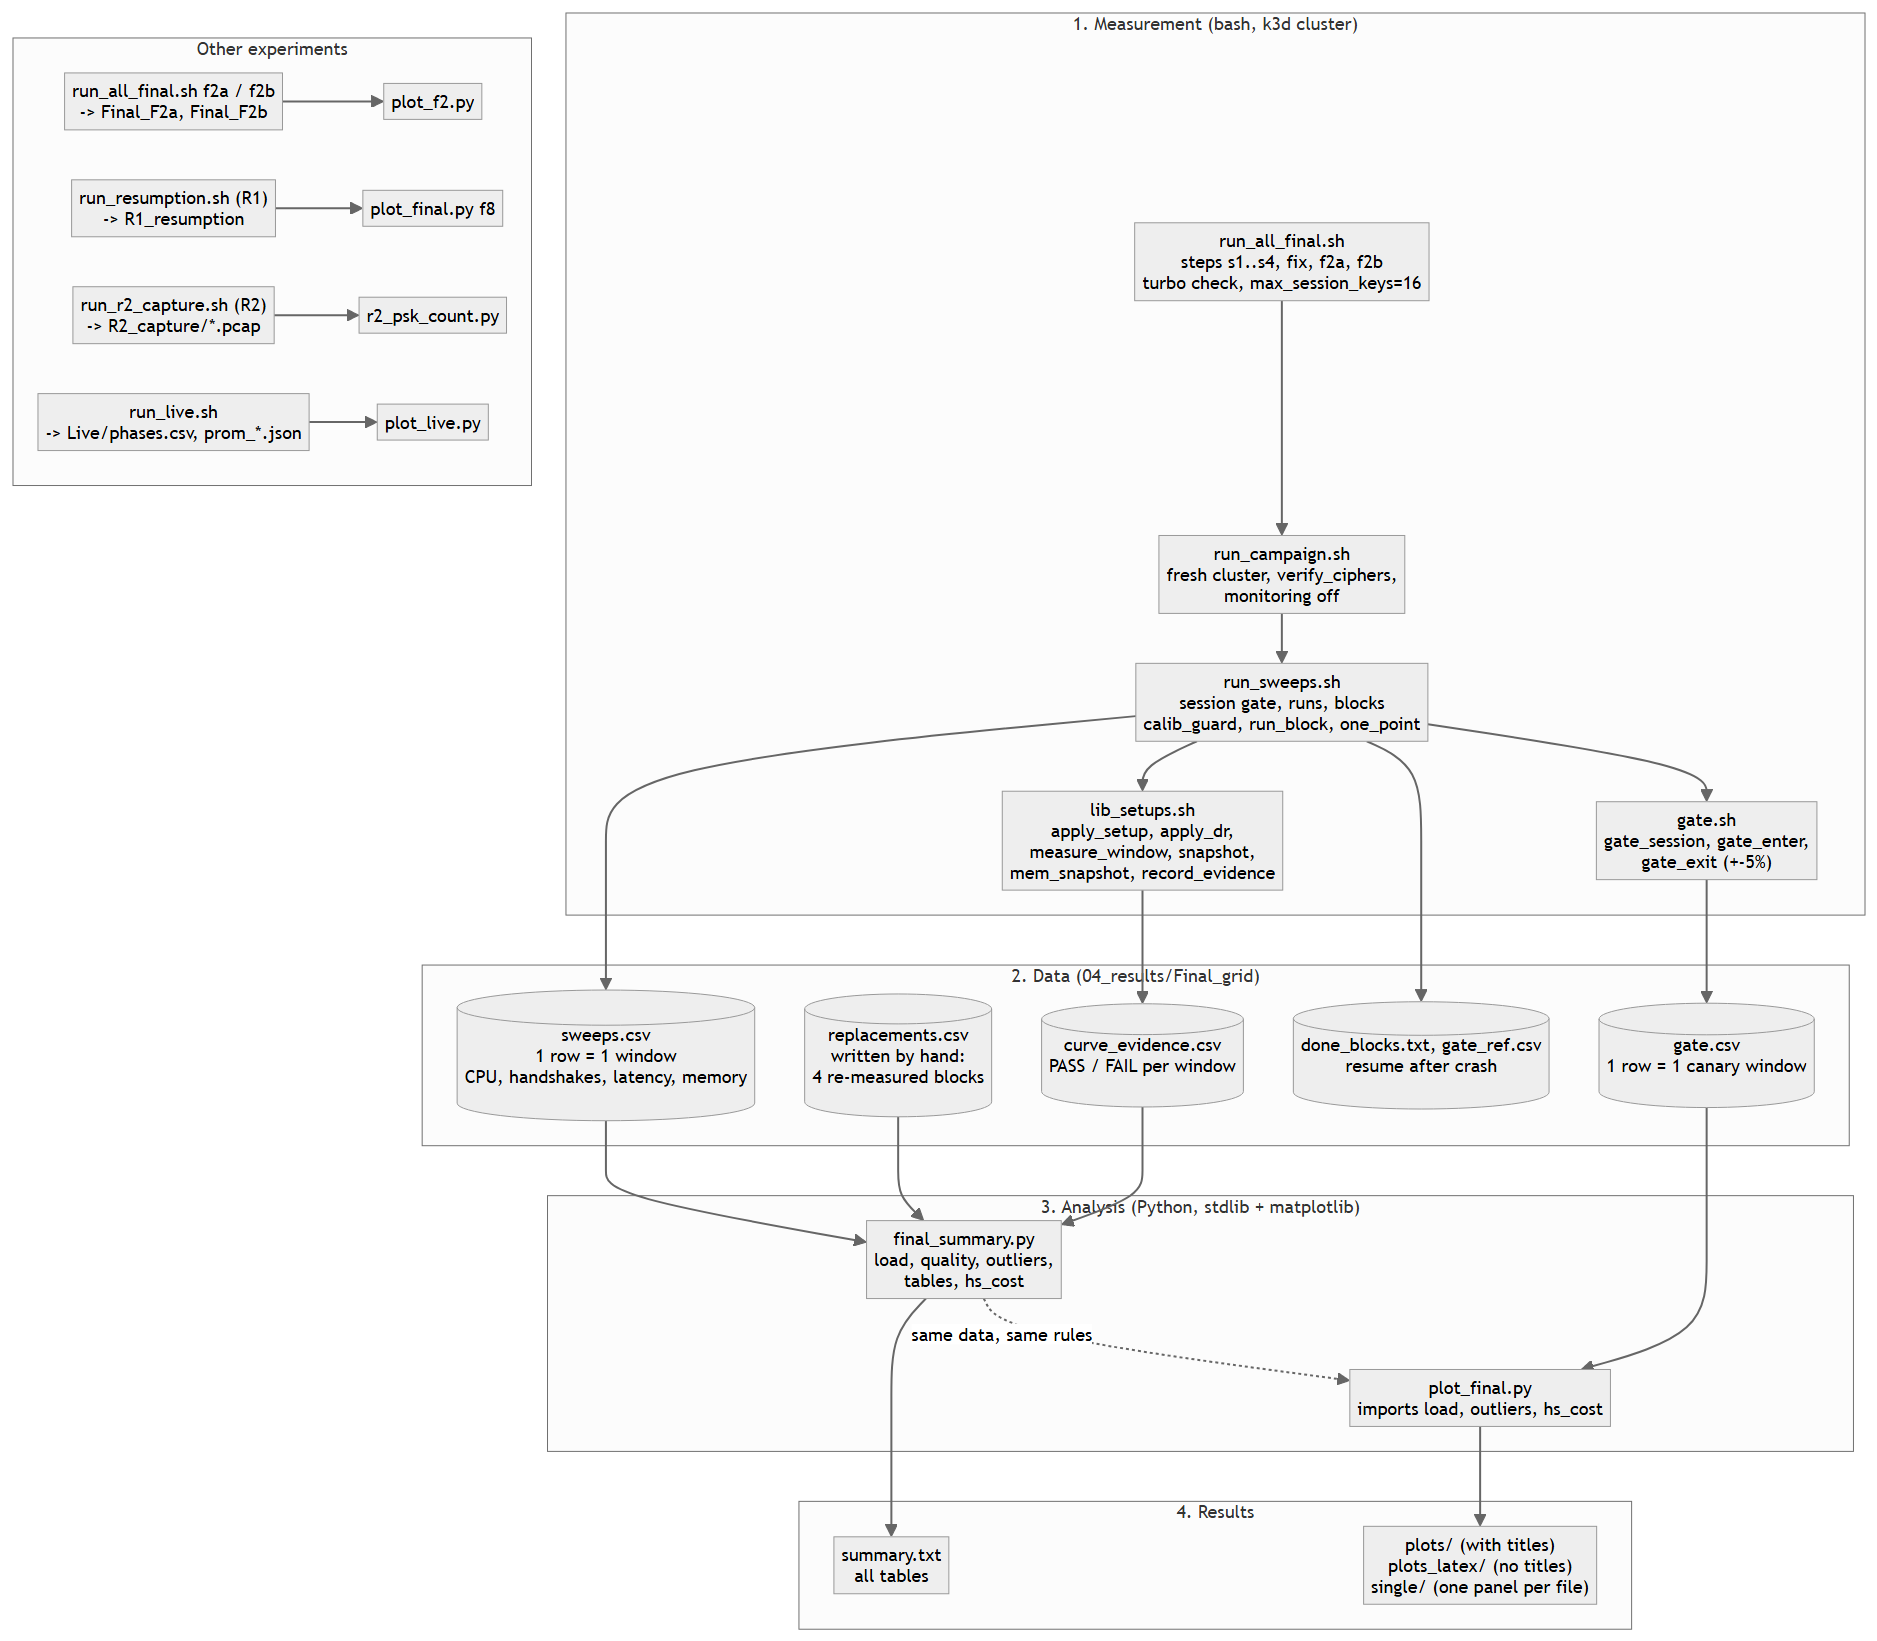 Other experiments
run_all_final.sh f2a / f2b
-> Final_F2a, Final_F2b
plot_f2.py
run_resumption.sh (R1)
-> R1_resumption
plot_final.py f8
run_r2_capture.sh (R2)
-> R2_capture/*.pcap
r2_psk_count.py
run_live.sh
-> Live/phases.csv, prom_*.json
plot_live.py
1. Measurement (bash, k3d cluster)
run_all_final.sh
steps s1..s4, fix, f2a, f2b
turbo check, max_session_keys=16
run_campaign.sh
fresh cluster, verify_ciphers,
monitoring off
run_sweeps.sh
session gate, runs, blocks
calib_guard, run_block, one_point
lib_setups.sh
apply_setup, apply_dr,
measure_window, snapshot,
mem_snapshot, record_evidence
gate.sh
gate_session, gate_enter,
gate_exit (+-5%)
2. Data (04_results/Final_grid)
sweeps.csv
1 row = 1 window
CPU, handshakes, latency, memory
replacements.csv
written by hand:
4 re-measured blocks
curve_evidence.csv
PASS / FAIL per window
done_blocks.txt, gate_ref.csv
resume after crash
gate.csv
1 row = 1 canary window
3. Analysis (Python, stdlib + matplotlib)
final_summary.py
load, quality, outliers,
tables, hs_cost
same data, same rules
plot_final.py
imports load, outliers, hs_cost
4. Results
summary.txt
all tables
plots/ (with titles)
plots_latex/ (no titles)
single/ (one panel per file)